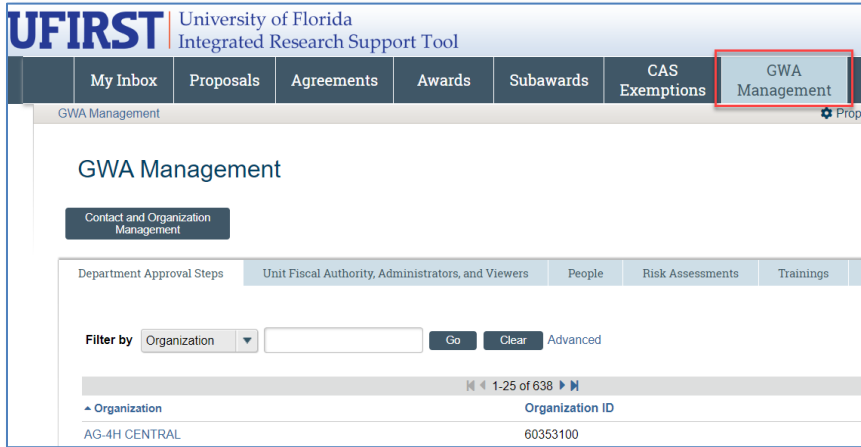 UFIRST
University of Florida
Integrated Research Support Tool
My Inbox
Proposals
Agreements
Awards
Subawards
CAS
Exemptions
GWA
Management
GWA Management
Prop
GWA Management
Contact and Organization
Management
Department Approval Steps
Unit Fiscal Authority, Administrators, and Viewers
People
Risk Assessments
Trainings
Filter by Organization Go Clear Advanced
1-25 of 638
Organization Organization ID
AG-4H CENTRAL 60353100